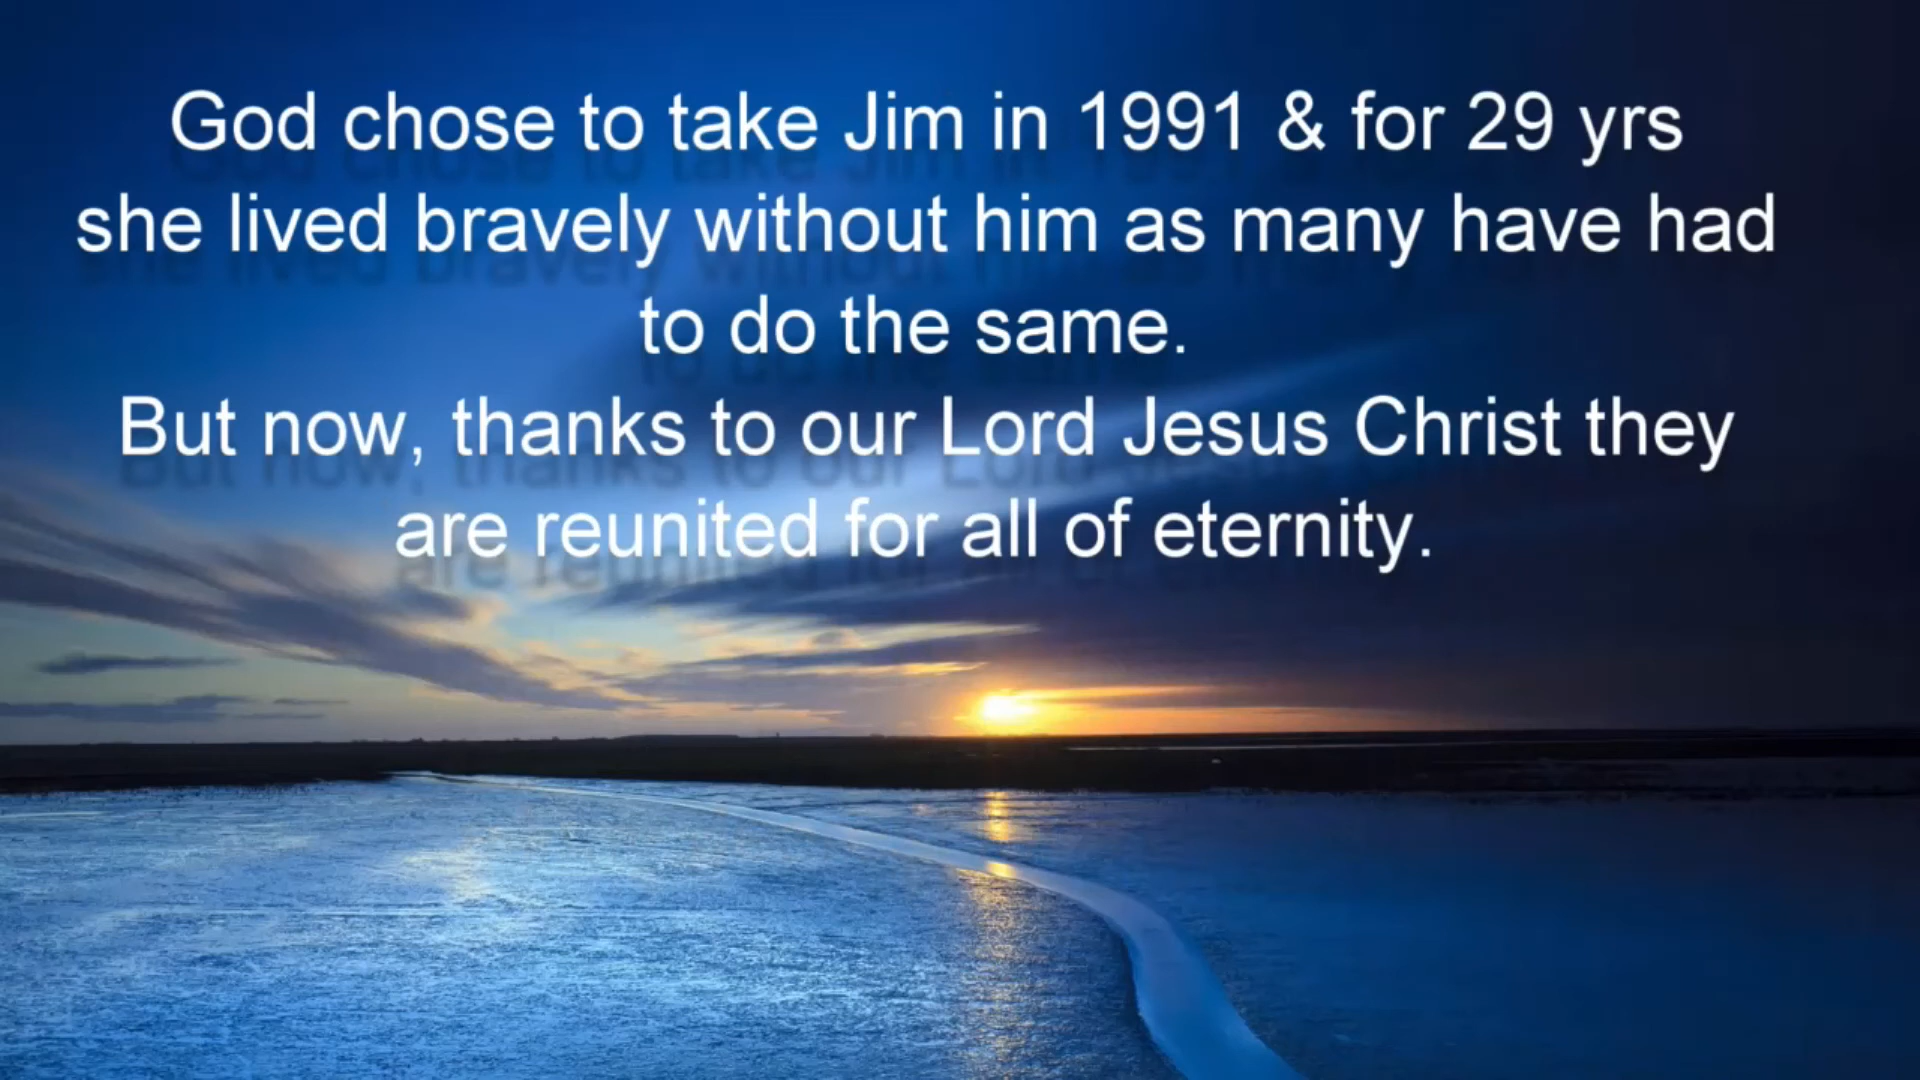 God chose to take Jim in 1991 & for 29 yrs
she lived bravely without him as many have had
to do the same.
But now, thanks to our Lord Jesus Christ they
are reunited for all of eternity.